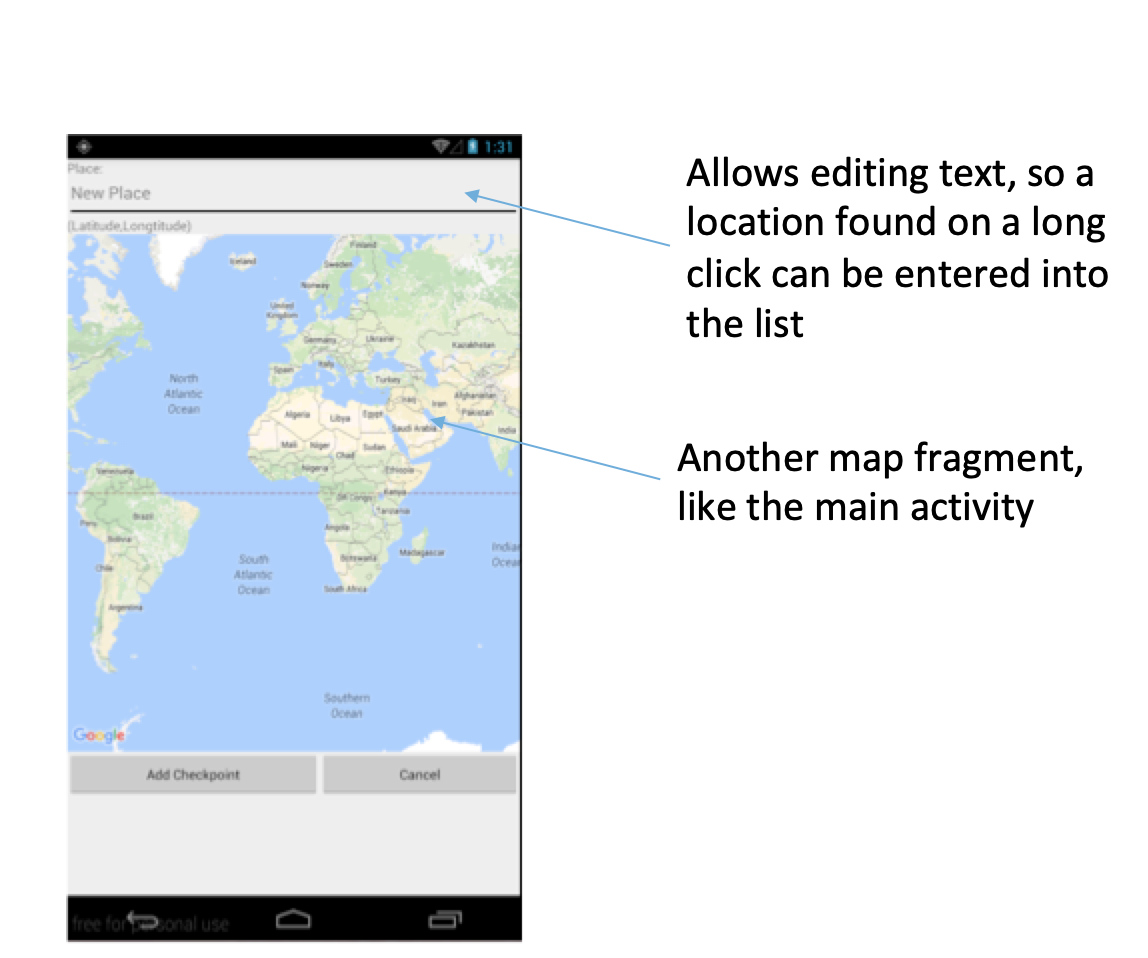 1:31
Place:
New Place
(Latitude,Longtitude)
Finland
Iceland
Sweden
Norway
United
Kingdom
Germany
Ukraine
Kazakhstan
Spain
Italy
Turkey
North
Atlantic
Ocean
Iraq
Iran
Afghanistan
Pakistan
Algeria
Libya
Egypt
Saudi Arabia
India
Mali
Niger
Sudan
Chad
Nigeria
Ethiopia
Venezuela
DR Congo
Kenya
Tanzania
Peru
Brazil
Bolivia
Angola
Chile
South
Atlantic
Ocean
Botswana
Madagascar
Indian
Ocean
South Africa
Argentina
Southern
Ocean
Google
Add Checkpoint
Cancel
free for personal use
Allows editing text, so a
location found on a long
click can be entered into
the list
Another map fragment,
like the main activity